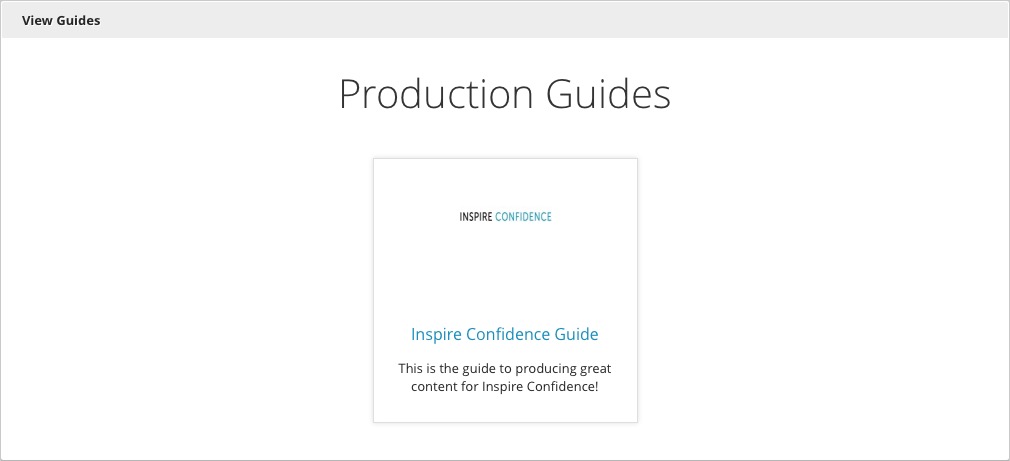 View Guides
Production Guides
INSPIRE CONFIDENCE
Inspire Confidence Guide
This is the guide to producing great
content for Inspire Confidence!